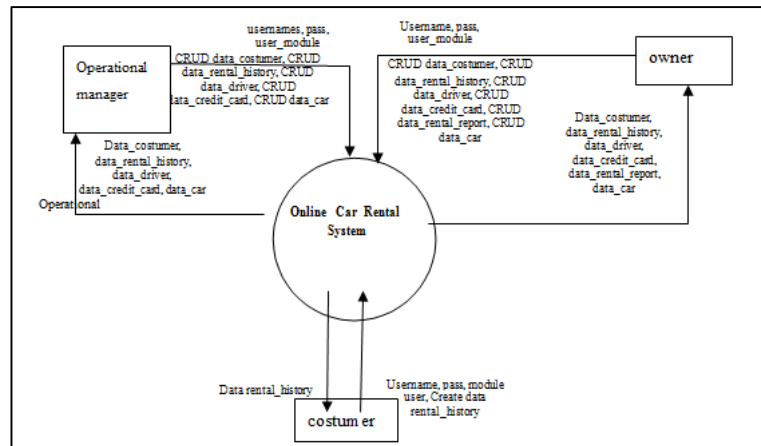 usernames, pass,
user_module
CRUD data_costumer, CRUD
data_rental_history, CRUD
data_driver, CRUD
data_credit_card, CRUD data_car
Operational
manager
Username, pass,
user_module
CRUD data_costumer, CRUD
data_rental_history, CRUD
data_driver, CRUD
data_credit_card, CRUD
data_rental_report, CRUD
data_car
owner
Data_costumer,
data_rental_history,
data_driver,
data_credit_card, data_car
Operational
Data_costumer,
data_rental_history,
data_driver,
data_credit_card,
data_rental_report,
data_car
Online Car Rental
System
Data rental_history
Username, pass, module
user, Create data
rental_history
costumer